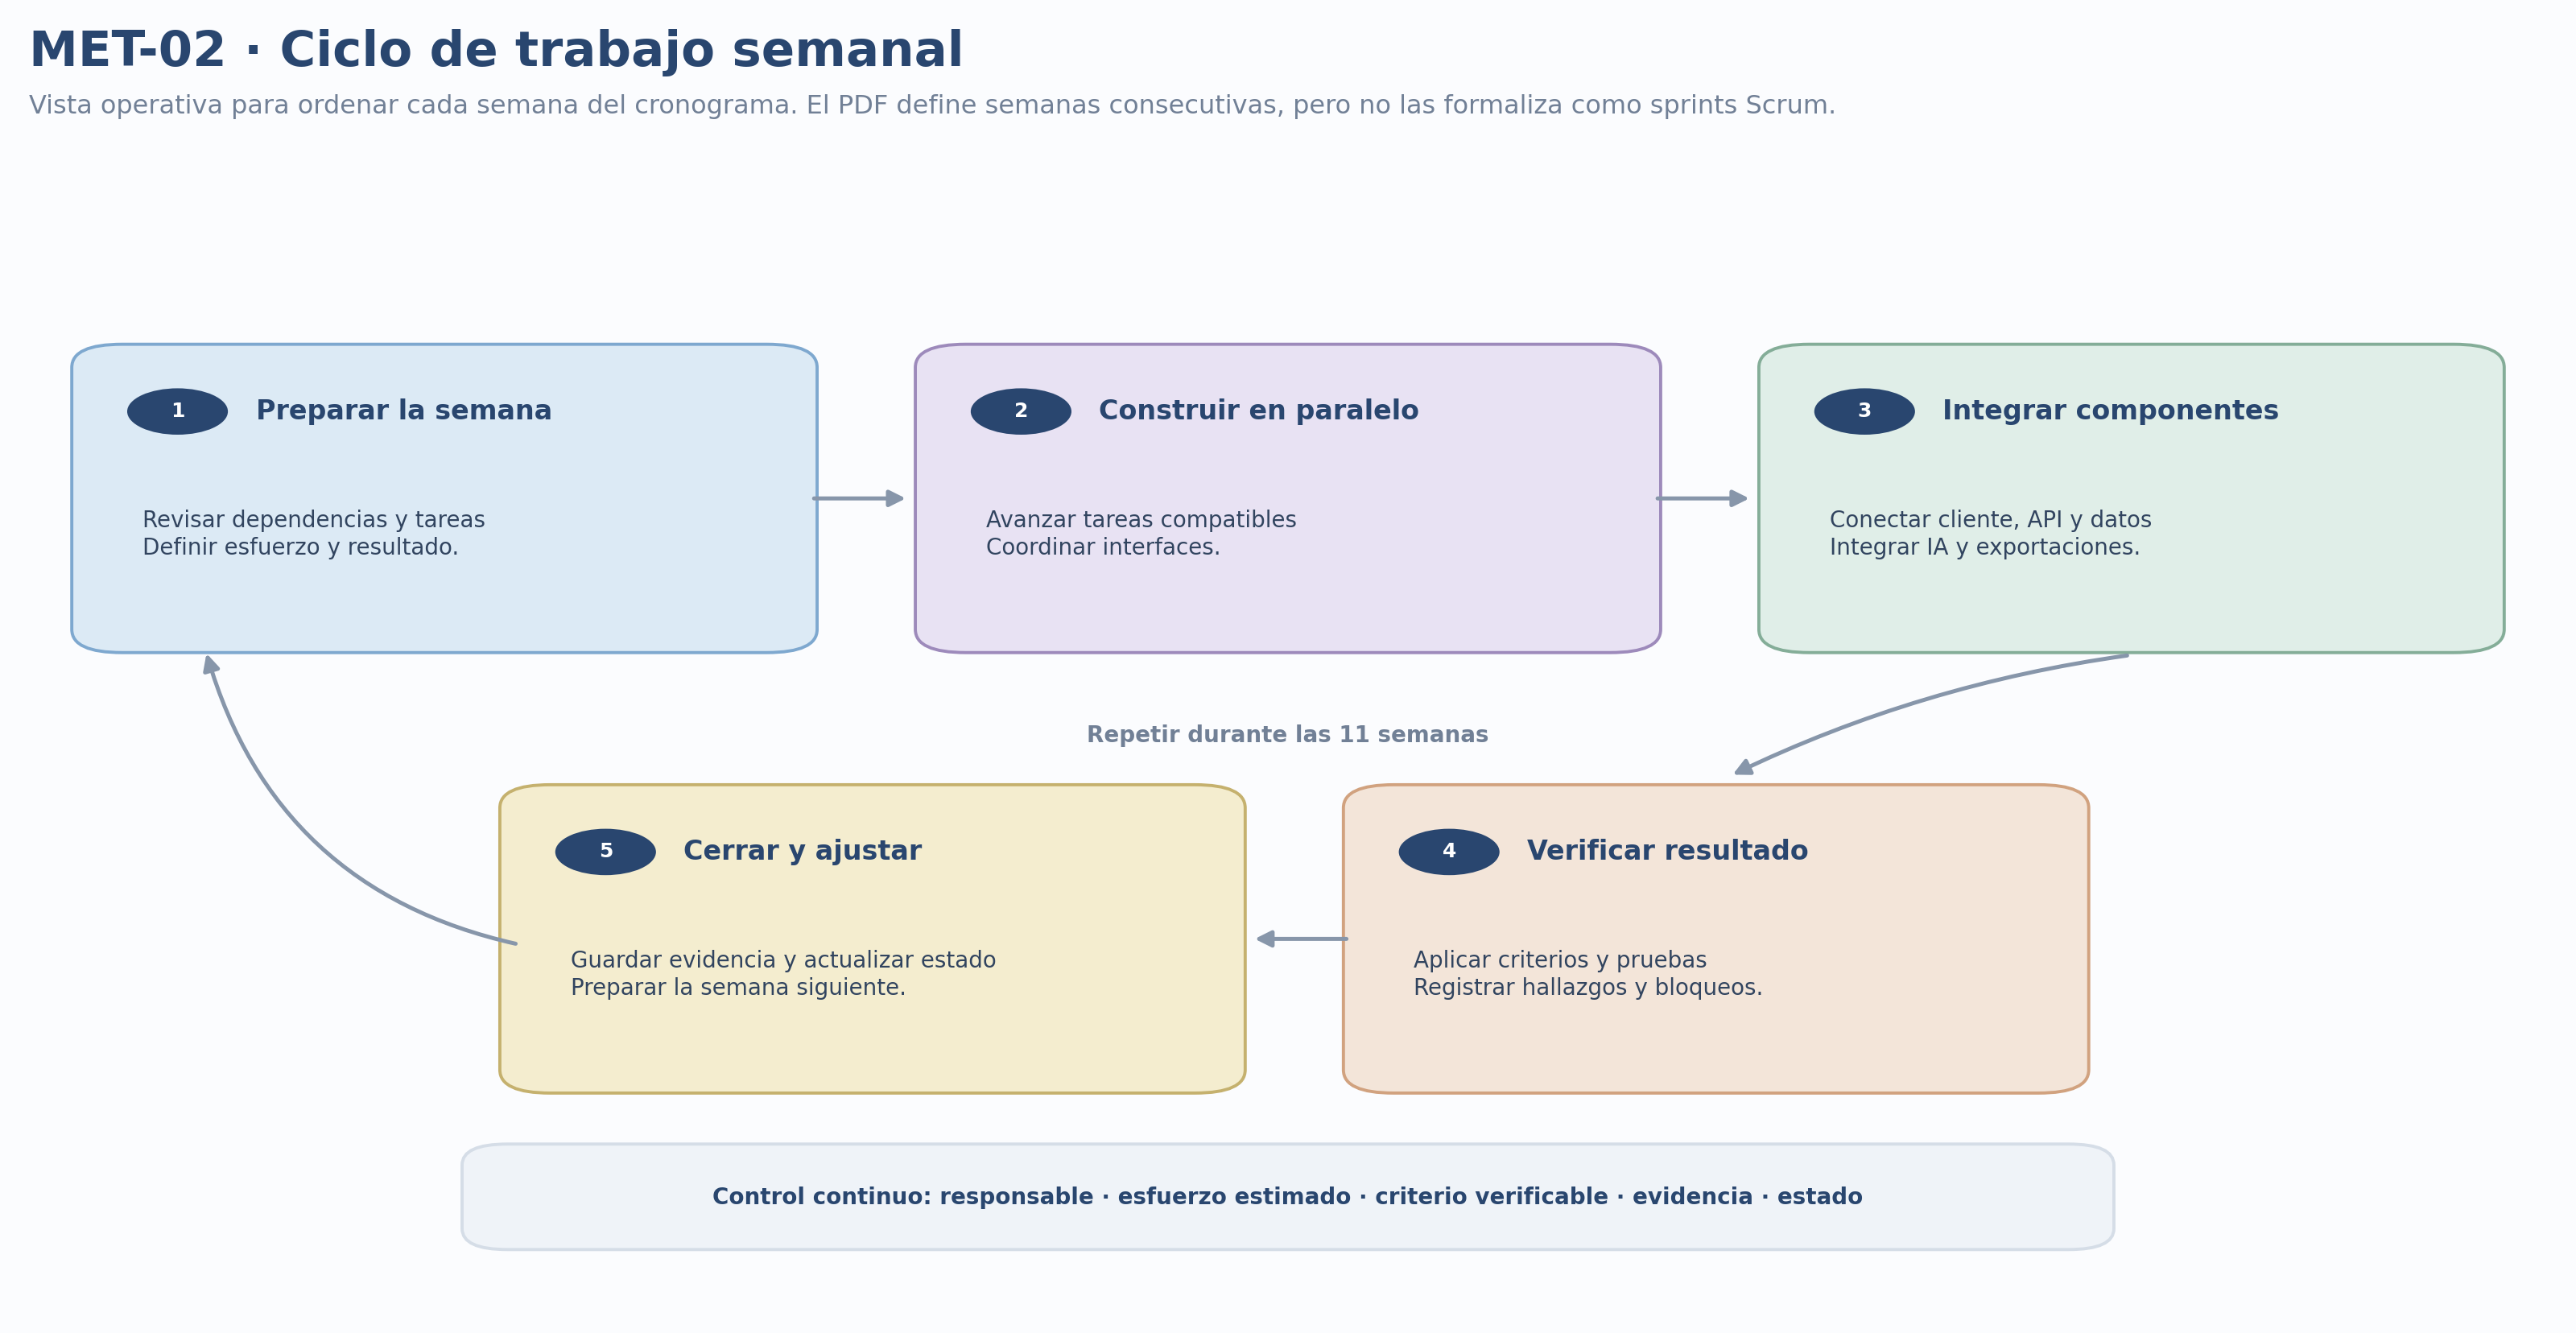 MET-02 · Ciclo de trabajo semanal
Vista operativa para ordenar cada semana del cronograma. El PDF define semanas consecutivas, pero no las formaliza como sprints Scrum.
1 Preparar la semana
Revisar dependencias y tareas
Definir esfuerzo y resultado.
2 Construir en paralelo
Avanzar tareas compatibles
Coordinar interfaces.
3 Integrar componentes
Conectar cliente, API y datos
Integrar IA y exportaciones.
Repetir durante las 11 semanas
4 Verificar resultado
Aplicar criterios y pruebas
Registrar hallazgos y bloqueos.
5 Cerrar y ajustar
Guardar evidencia y actualizar estado
Preparar la semana siguiente.
Control continuo: responsable · esfuerzo estimado · criterio verificable · evidencia · estado